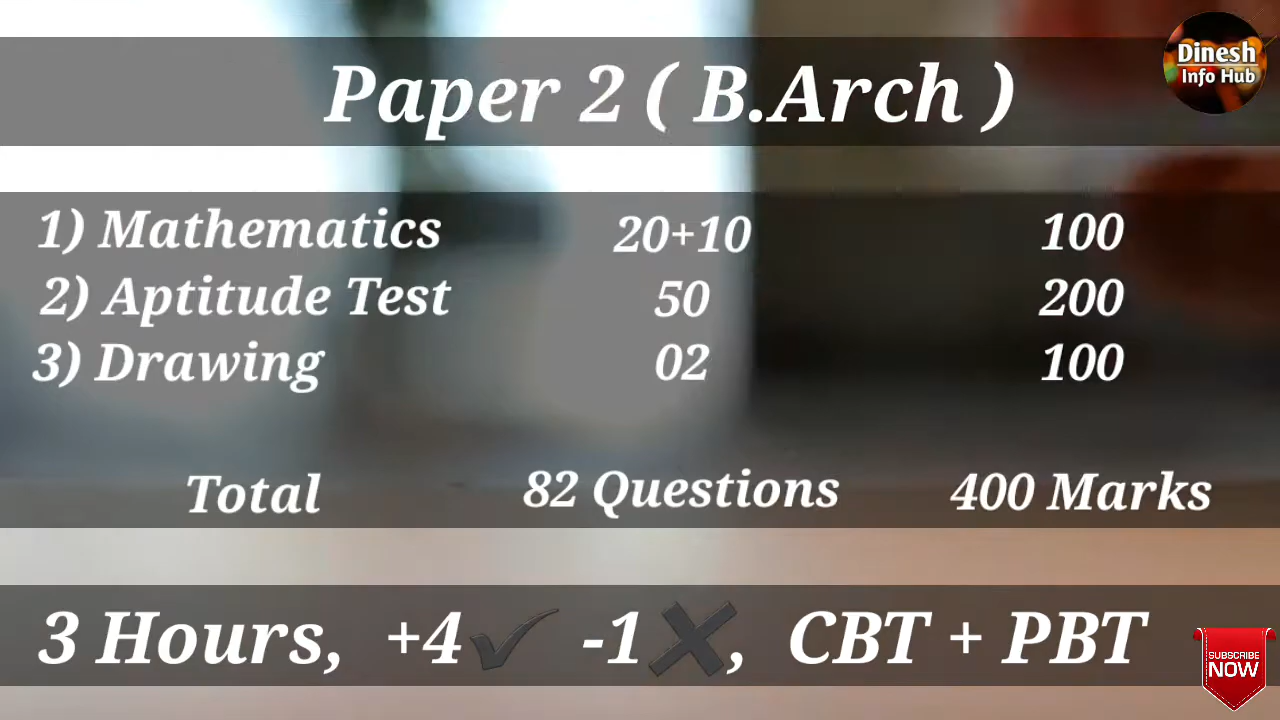 Dinesh
Info Hub
Paper 2 ( B.Arch )
1) Mathematics 20+10 100
2) Aptitude Test 50 200
3) Drawing 02 100
Total 82 Questions 400 Marks
3 Hours, +4✔ -1✖, CBT + PBT
SUBSCRIBE
NOW